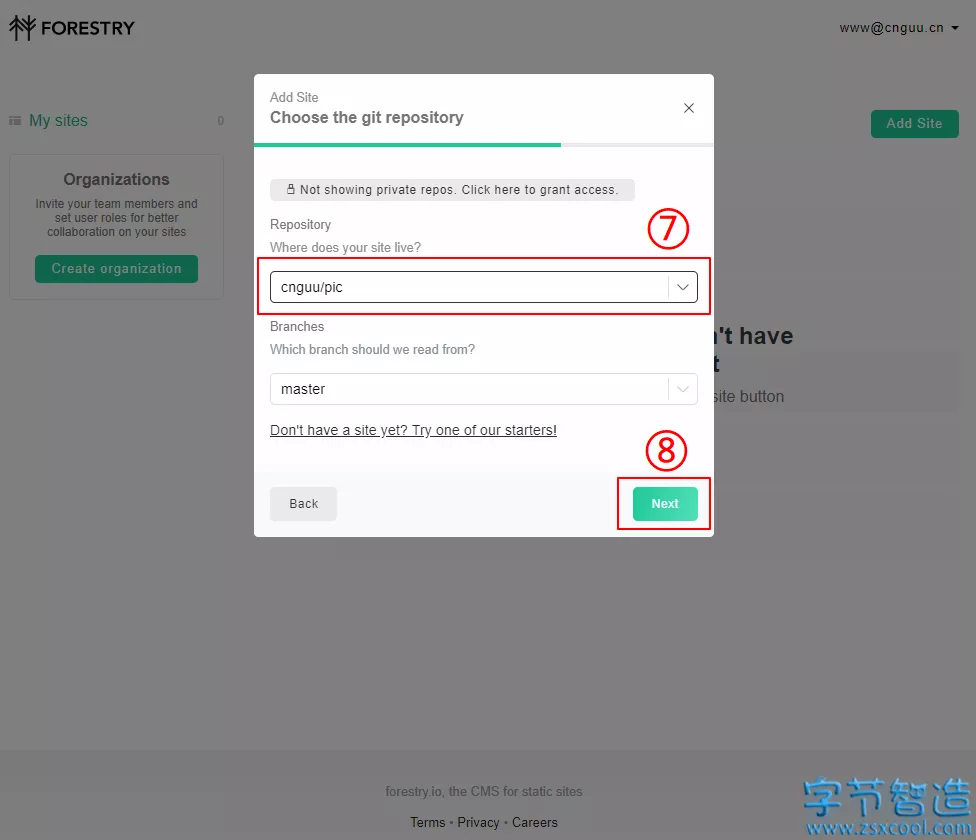 FORESTRY
www@cnguu.cn
My sites
0
Add Site
Organizations
Invite your team members and
set user roles for better
collaboration on your sites
Create organization
Add Site
Choose the git repository
Not showing private repos. Click here to grant access.
⑦
Repository
Where does your site live?
cnguu/pic
Branches
Which branch should we read from?
master
Don't have a site yet? Try one of our starters!
⑧
Back
Next
't have
t
site button
forestry.io, the CMS for static sites
Terms • Privacy • Careers
字节智造
www.zsxcool.com